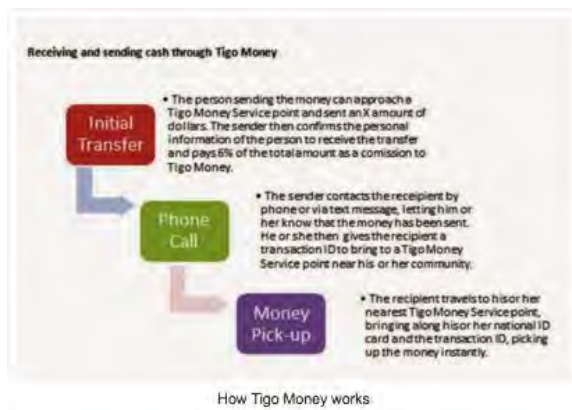 Receiving and sending cash through Tigo Money
Initial
Transfer
• The person sending the money can approach a
Tigo Money Service point and sent an X amount of
dollars. The sender then confirms the personal
information of the person to receive the transfer
and pays 6% of the total amount as a comission to
Tigo Money.
Phone
Call
• The sender contacts the receipient by
phone or via text message, letting him or
her know that the money has been sent.
He or she then gives the recipient a
transaction ID to bring to a Tigo Money
Service point near his or her community.
Money
Pick-up
• The recipient travels to his or her
nearest Tigo Money Service point,
bringing along his or her national ID
card and the transaction ID, picking
up the money instantly.
How Tigo Money works